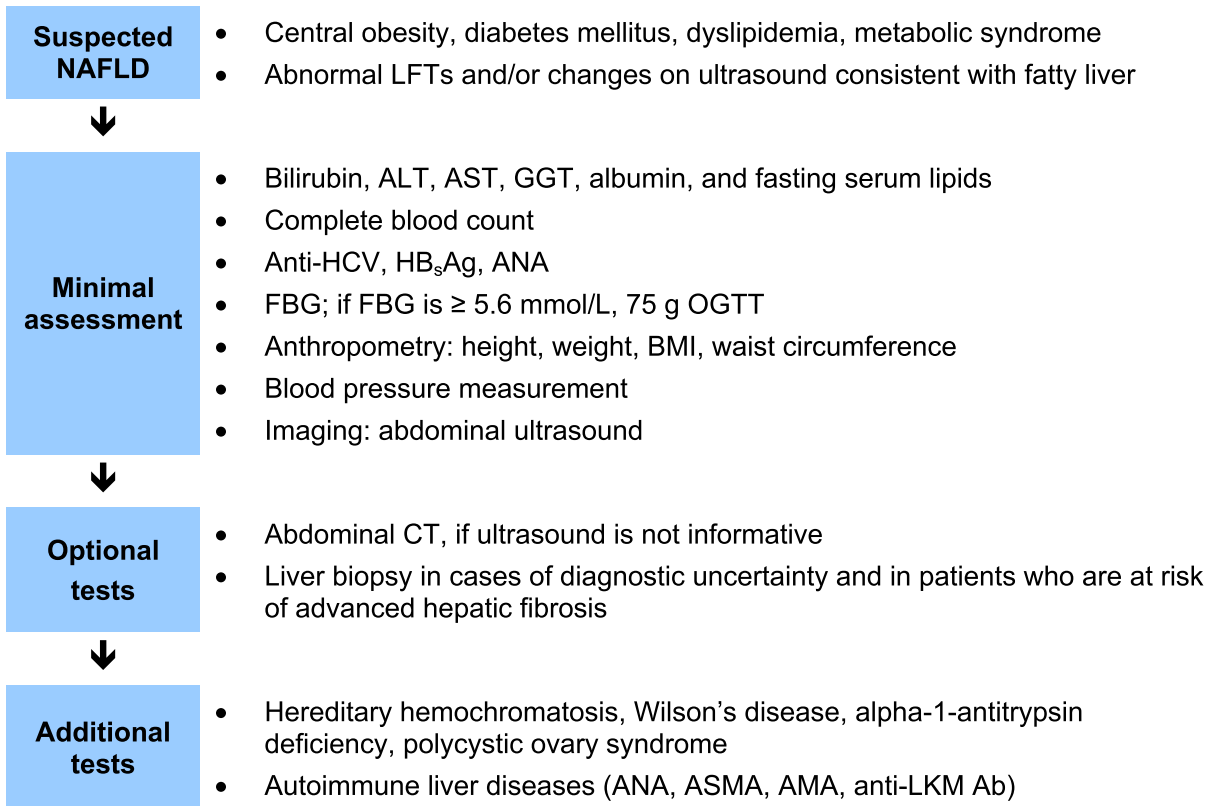 Suspected
NAFLD
• Central obesity, diabetes mellitus, dyslipidemia, metabolic syndrome
• Abnormal LFTs and/or changes on ultrasound consistent with fatty liver
Minimal
assessment
• Bilirubin, ALT, AST, GGT, albumin, and fasting serum lipids
• Complete blood count
• Anti-HCV, HBsAg, ANA
• FBG; if FBG is ≥ 5.6 mmol/L, 75 g OGTT
• Anthropometry: height, weight, BMI, waist circumference
• Blood pressure measurement
• Imaging: abdominal ultrasound
Optional
tests
• Abdominal CT, if ultrasound is not informative
• Liver biopsy in cases of diagnostic uncertainty and in patients who are at risk
of advanced hepatic fibrosis
Additional
tests
• Hereditary hemochromatosis, Wilson’s disease, alpha-1-antitrypsin
deficiency, polycystic ovary syndrome
• Autoimmune liver diseases (ANA, ASMA, AMA, anti-LKM Ab)